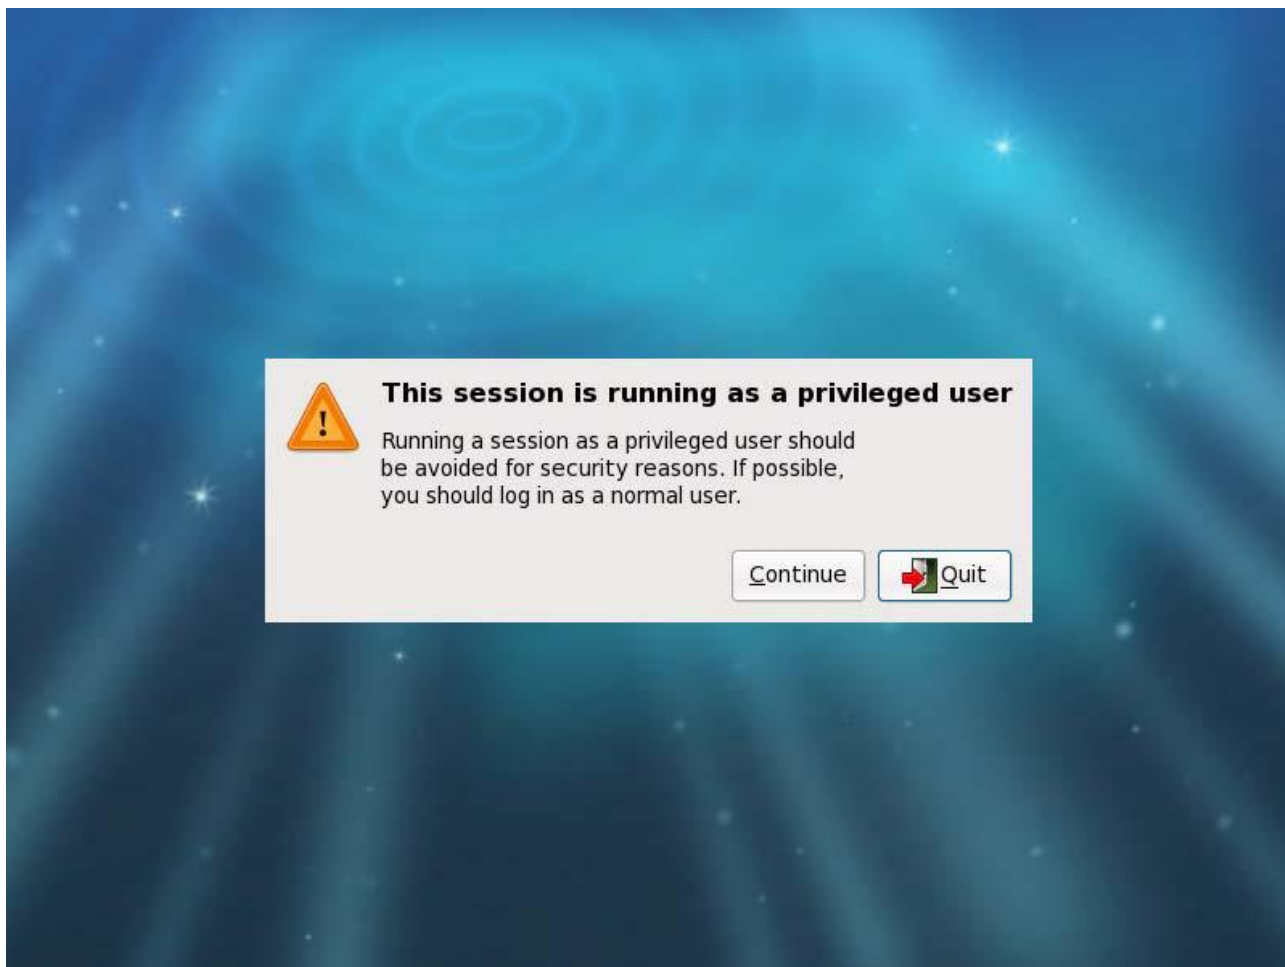 This session is running as a privileged user
Running a session as a privileged user should
be avoided for security reasons. If possible,
you should log in as a normal user.
Continue
Quit